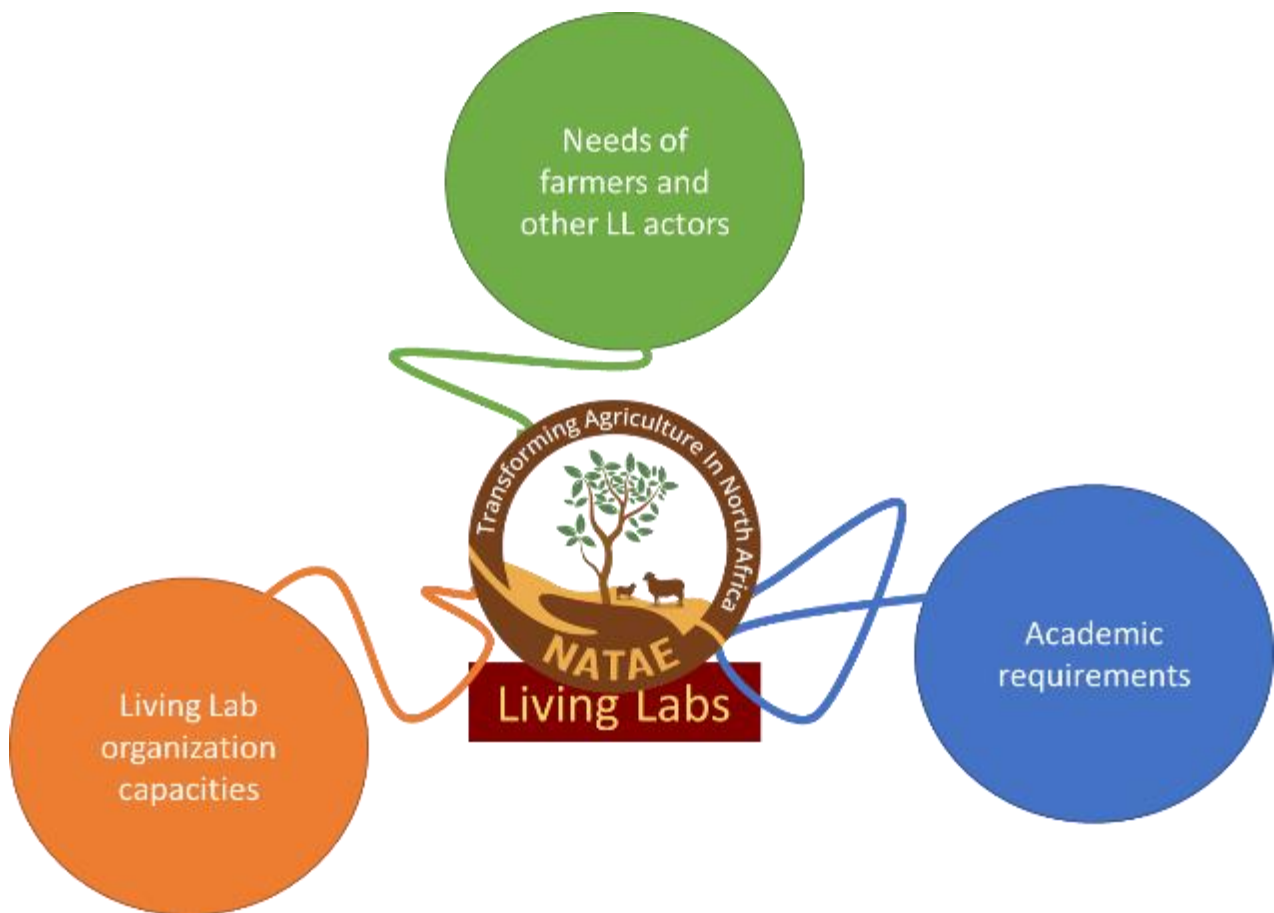 Needs of
farmers and
other LL actors
Transforming Agriculture In North Africa
NATAE
Living Labs
Academic
requirements
Living Lab
organization
capacities